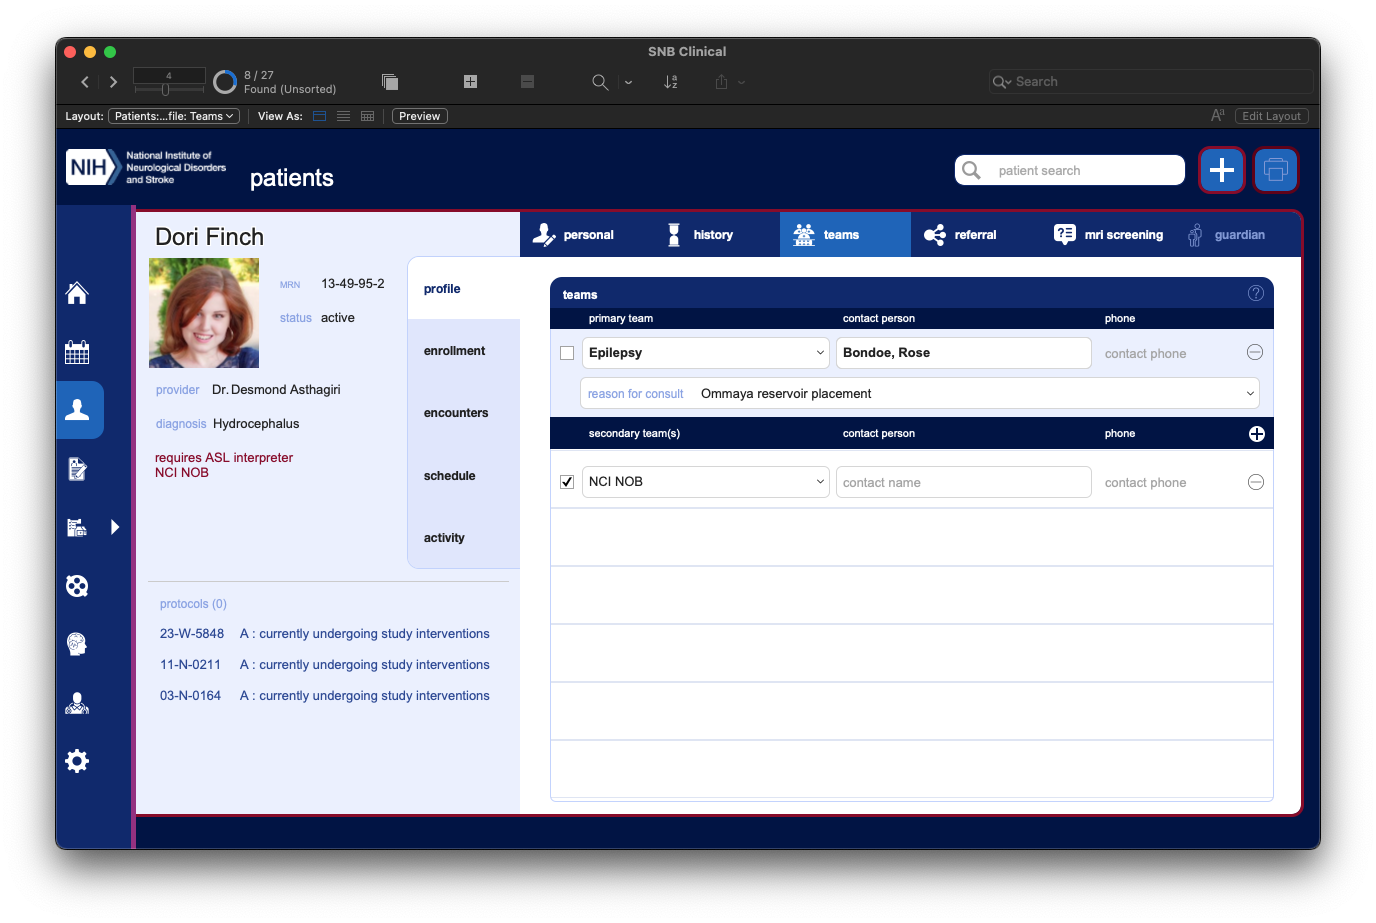 SNB Clinical
4
8 / 27
Found (Unsorted)
Search
Layout: Patients:...file: Teams View As: Preview Aa Edit Layout
NIH
National Institute of
Neurological Disorders
and Stroke
patients
patient search
Dori Finch
MRN 13-49-95-2
status active
provider Dr. Desmond Asthagiri
diagnosis Hydrocephalus
requires ASL interpreter
NCI NOB
protocols (0)
23-W-5848 A : currently undergoing study interventions
11-N-0211 A : currently undergoing study interventions
03-N-0164 A : currently undergoing study interventions
profile
enrollment
encounters
schedule
activity
personal history teams referral mri screening guardian
teams
primary team contact person phone
Epilepsy Bondoe, Rose contact phone
reason for consult Ommaya reservoir placement
secondary team(s) contact person phone
NCI NOB contact name contact phone